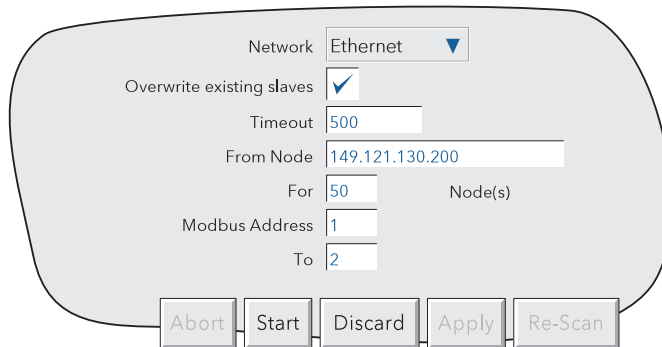 Network Ethernet
Overwrite existing slaves
Timeout 500
From Node 149.121.130.200
For 50 Node(s)
Modbus Address 1
To 2
Abort Start Discard Apply Re-Scan